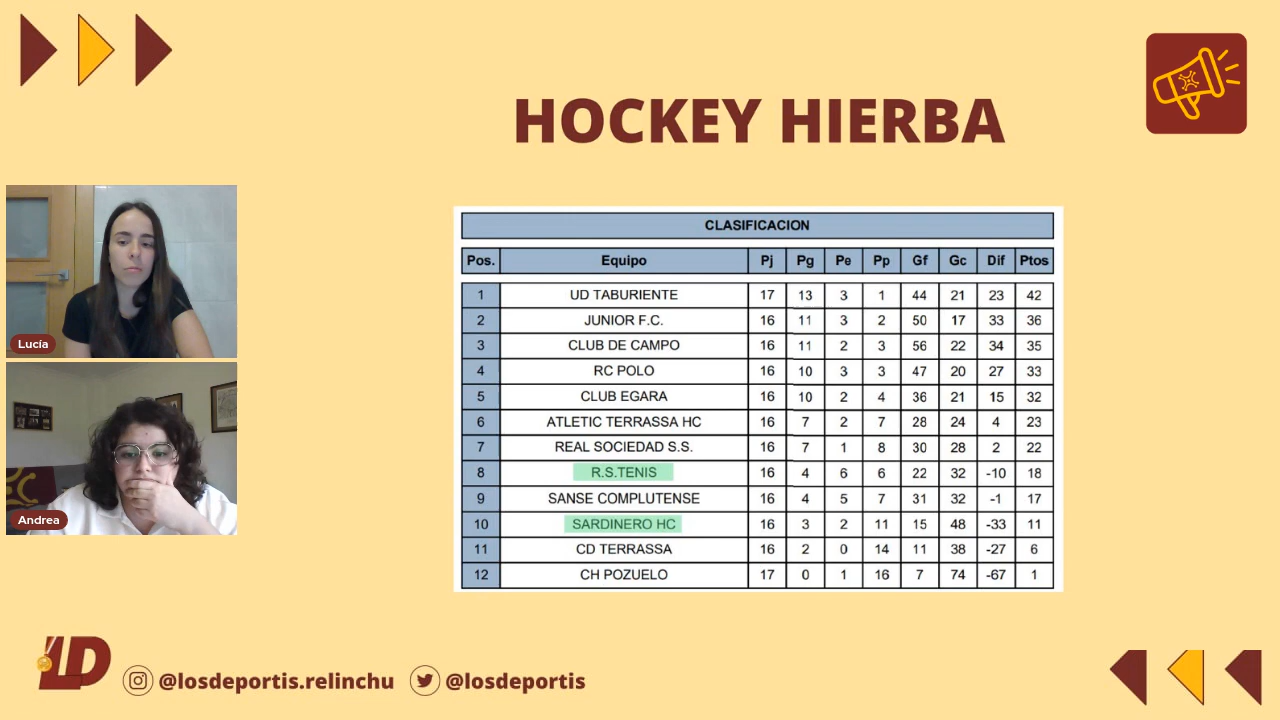 HOCKEY HIERBA
CLASIFICACION
Pos. Equipo Pj Pg Pe Pp Gf Gc Dif Ptos
1 UD TABURIENTE 17 13 3 1 44 21 23 42
2 JUNIOR F.C. 16 11 3 2 50 17 33 36
3 CLUB DE CAMPO 16 11 2 3 56 22 34 35
4 RC POLO 16 10 3 3 47 20 27 33
5 CLUB EGARA 16 10 2 4 36 21 15 32
6 ATLETIC TERRASSA HC 16 7 2 7 28 24 4 23
7 REAL SOCIEDAD S.S. 16 7 1 8 30 28 2 22
8 R.S.TENIS 16 4 6 6 22 32 -10 18
9 SANSE COMPLUTENSE 16 4 5 7 31 32 -1 17
10 SARDINERO HC 16 3 2 11 15 48 -33 11
11 CD TERRASSA 16 2 0 14 11 38 -27 6
12 CH POZUELO 17 0 1 16 7 74 -67 1
Lucía
Andrea
LD
@losdeportis.relinchu @losdeportis